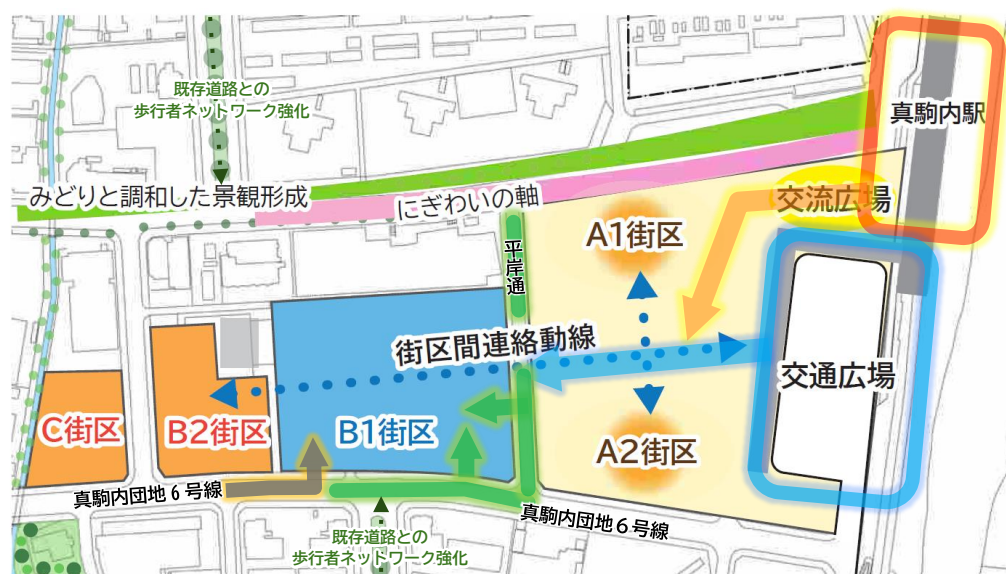 既存道路との
歩行者ネットワーク強化
真駒内駅
みどりと調和した景観形成
にぎわいの軸
交流広場
A1街区
平岸通
街区間連絡動線
交通広場
C街区
B2街区
B1街区
A2街区
真駒内団地6号線
真駒内団地6号線
既存道路との
歩行者ネットワーク強化